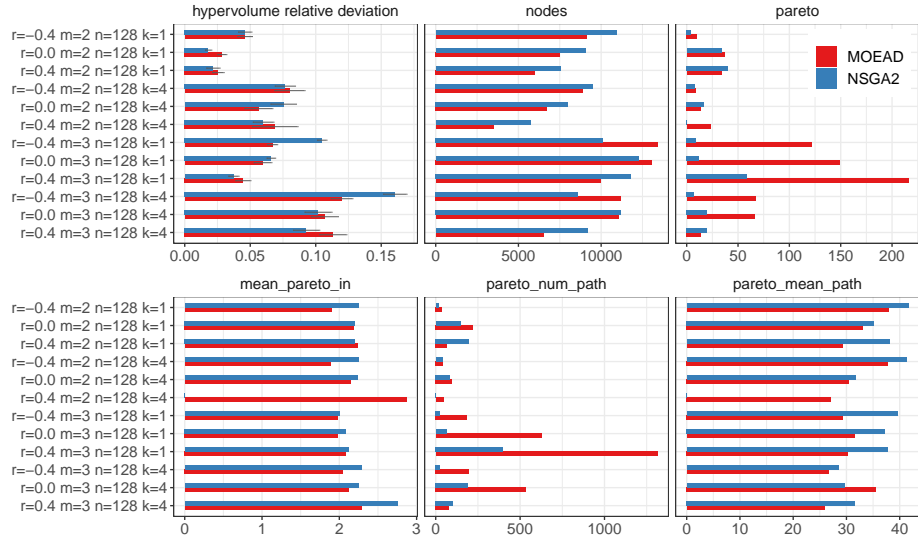 hypervolume relative deviation
nodes
pareto
r=−0.4 m=2 n=128 k=1
r=0.0 m=2 n=128 k=1
r=0.4 m=2 n=128 k=1
r=−0.4 m=2 n=128 k=4
r=0.0 m=2 n=128 k=4
r=0.4 m=2 n=128 k=4
r=−0.4 m=3 n=128 k=1
r=0.0 m=3 n=128 k=1
r=0.4 m=3 n=128 k=1
r=−0.4 m=3 n=128 k=4
r=0.0 m=3 n=128 k=4
r=0.4 m=3 n=128 k=4
MOEAD
NSGA2
0.00 0.05 0.10 0.15
0 5000 10000
0 50 100 150 200
mean_pareto_in
pareto_num_path
pareto_mean_path
r=−0.4 m=2 n=128 k=1
r=0.0 m=2 n=128 k=1
r=0.4 m=2 n=128 k=1
r=−0.4 m=2 n=128 k=4
r=0.0 m=2 n=128 k=4
r=0.4 m=2 n=128 k=4
r=−0.4 m=3 n=128 k=1
r=0.0 m=3 n=128 k=1
r=0.4 m=3 n=128 k=1
r=−0.4 m=3 n=128 k=4
r=0.0 m=3 n=128 k=4
r=0.4 m=3 n=128 k=4
0 1 2 3
0 500 1000
0 10 20 30 40